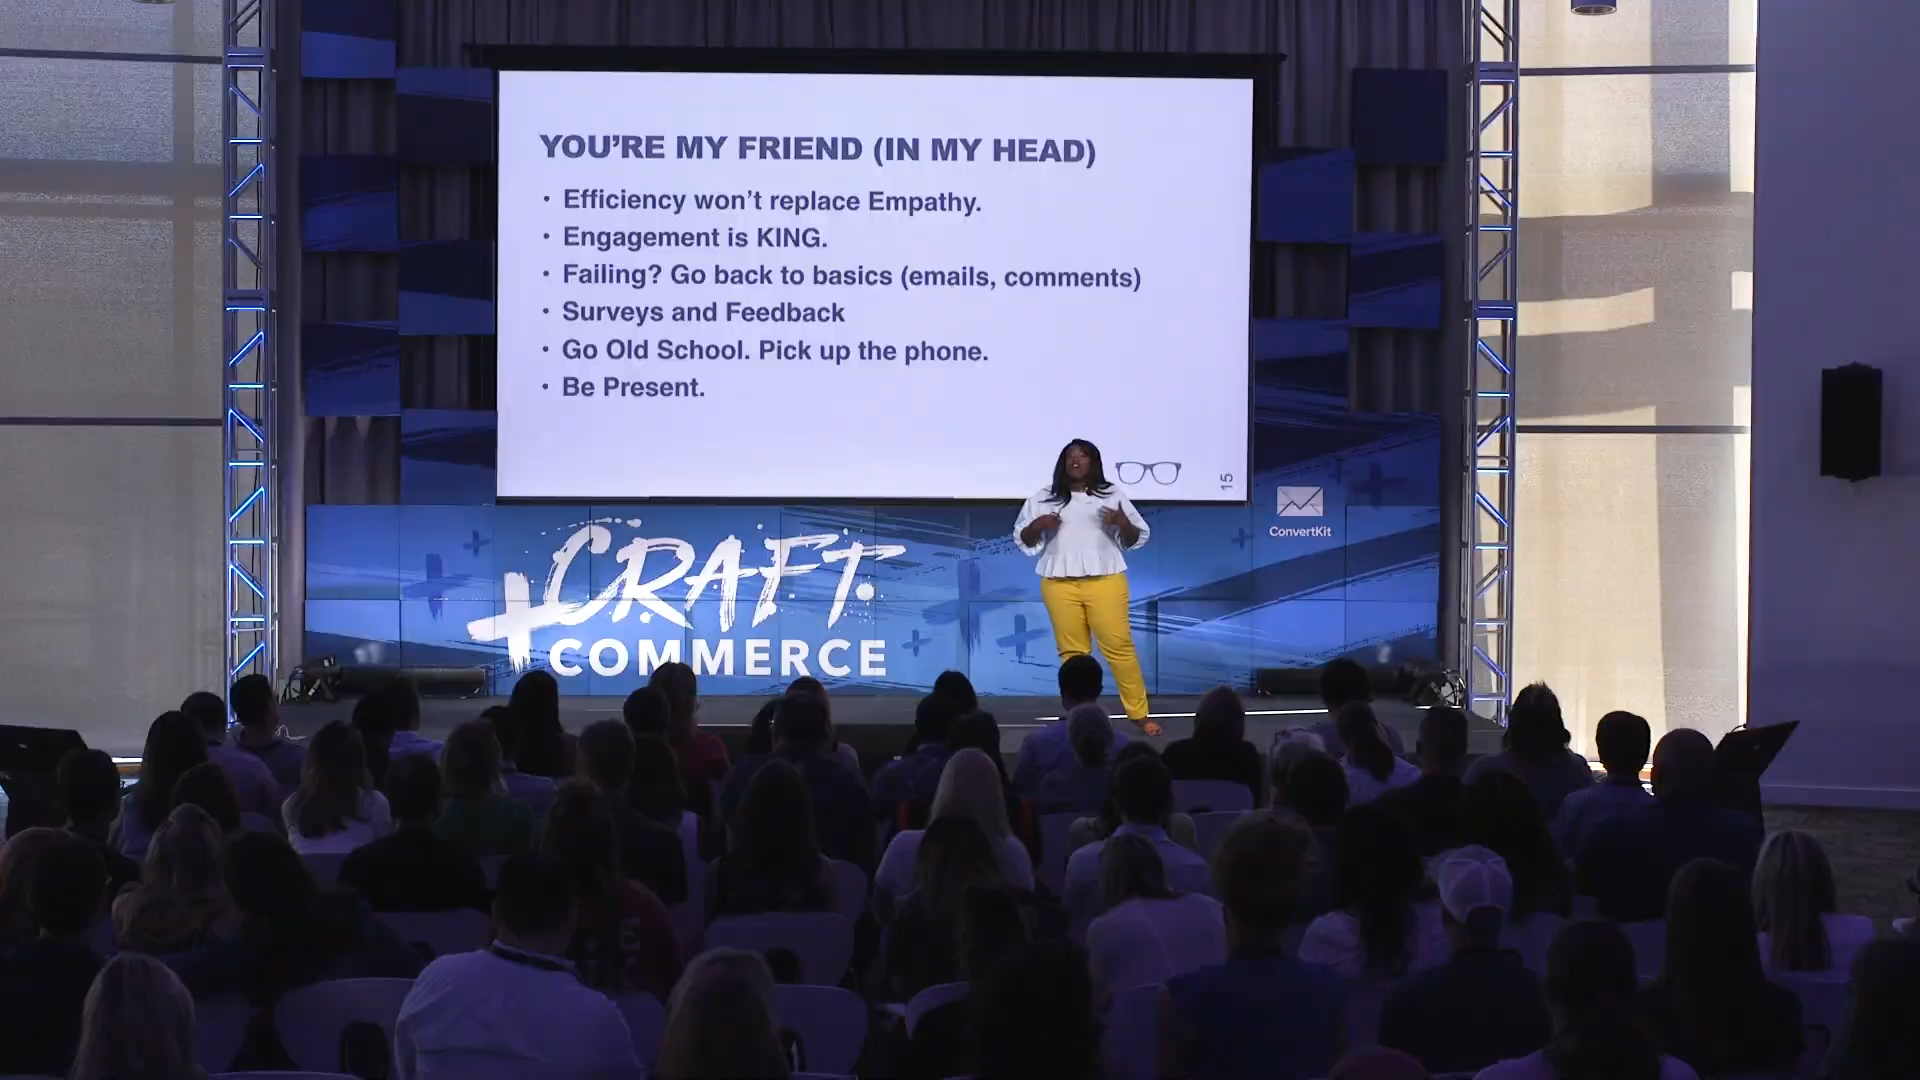 YOU'RE MY FRIEND (IN MY HEAD)
• Efficiency won't replace Empathy.
• Engagement is KING.
• Failing? Go back to basics (emails, comments)
• Surveys and Feedback
• Go Old School. Pick up the phone.
• Be Present.
15
ConvertKit
CRAFT
+COMMERCE